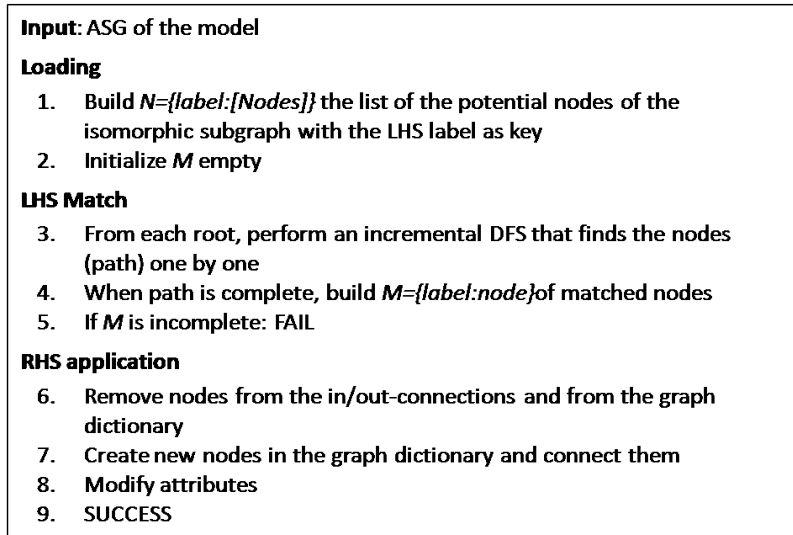 Input: ASG of the model
Loading
1. Build N={label:[Nodes]} the list of the potential nodes of the
isomorphic subgraph with the LHS label as key
2. Initialize M empty
LHS Match
3. From each root, perform an incremental DFS that finds the nodes
(path) one by one
4. When path is complete, build M={label:node}of matched nodes
5. If M is incomplete: FAIL
RHS application
6. Remove nodes from the in/out-connections and from the graph
dictionary
7. Create new nodes in the graph dictionary and connect them
8. Modify attributes
9. SUCCESS